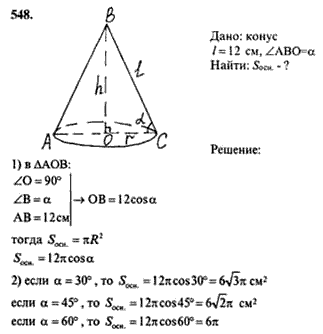 548.
B
Дано: конус
l = 12 см, ∠ABO=α
Найти: Sосн. - ?
l
h
α
A
O
r
C
Решение:
1) в ΔAOB:
∠O = 90°
∠B = α
AB = 12см
→ OB = 12cosα
тогда Sосн. = πR²
Sосн. = 12πcosα
2) если α = 30°, то Sосн. = 12πcos30° = 6√3π см²
если α = 45°, то Sосн. = 12πcos45° = 6√2π см²
если α = 60°, то Sосн. = 12πcos60° = 6π